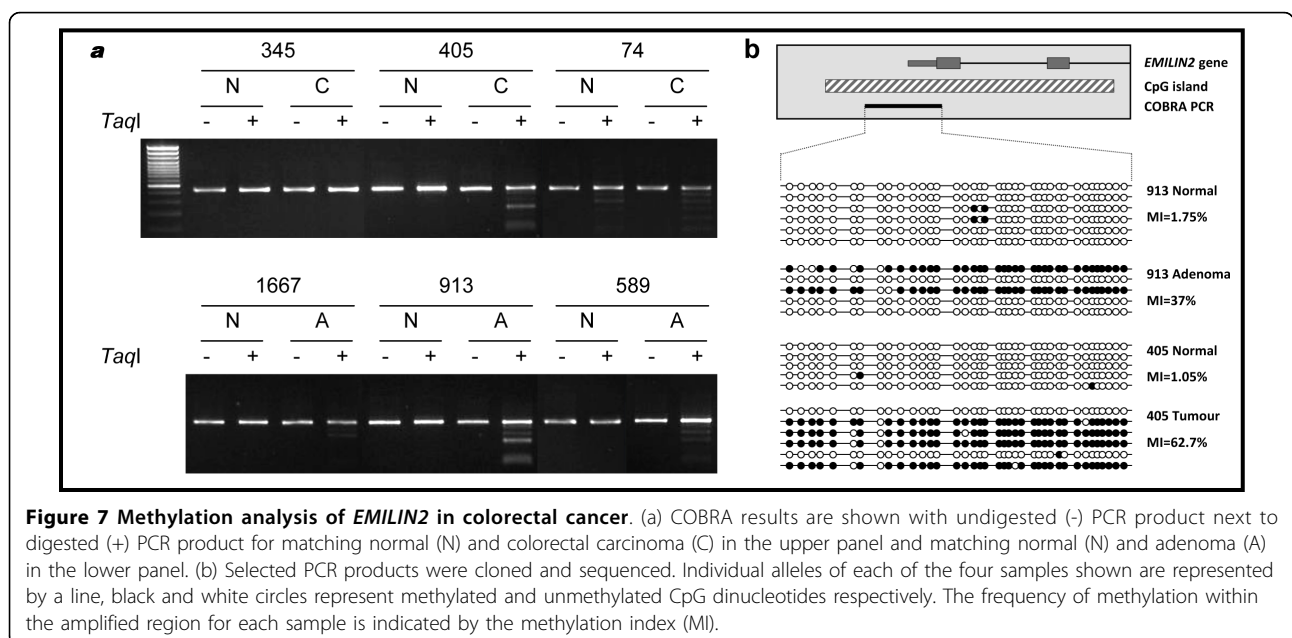 a
345 405 74
N C N C N C
TaqI - + - + - + - + - + - +
1667 913 589
N A N A N A
TaqI - + - + - + - + - + - +
b
EMILIN2 gene
CpG island
COBRA PCR
913 Normal
MI=1.75%
913 Adenoma
MI=37%
405 Normal
MI=1.05%
405 Tumour
MI=62.7%
Figure 7 Methylation analysis of EMILIN2 in colorectal cancer. (a) COBRA results are shown with undigested (-) PCR product next to
digested (+) PCR product for matching normal (N) and colorectal carcinoma (C) in the upper panel and matching normal (N) and adenoma (A)
in the lower panel. (b) Selected PCR products were cloned and sequenced. Individual alleles of each of the four samples shown are represented
by a line, black and white circles represent methylated and unmethylated CpG dinucleotides respectively. The frequency of methylation within
the amplified region for each sample is indicated by the methylation index (MI).